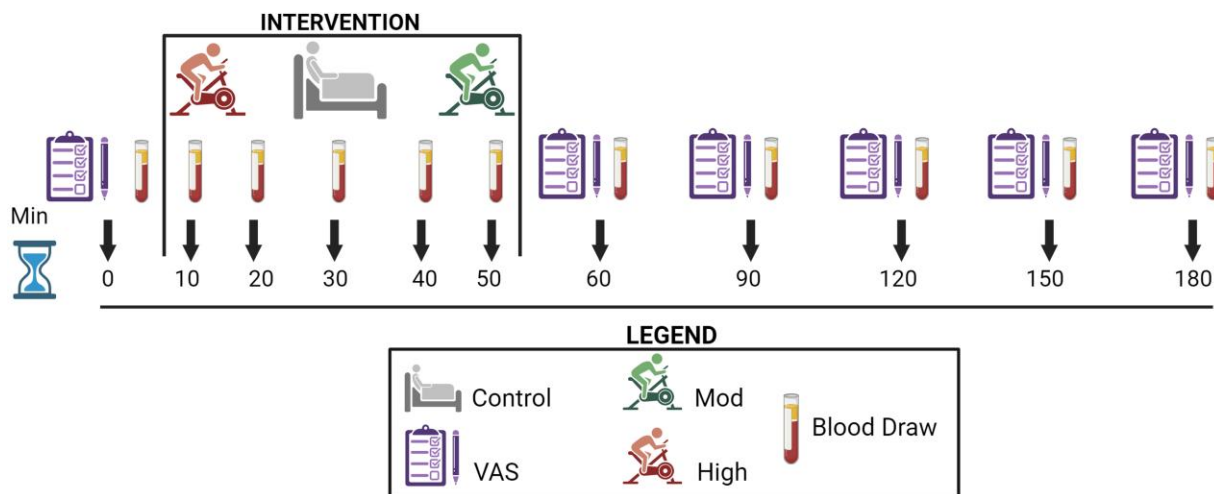 INTERVENTION
Min
0 10 20 30 40 50 60 90 120 150 180
LEGEND
Control Mod Blood Draw
VAS High